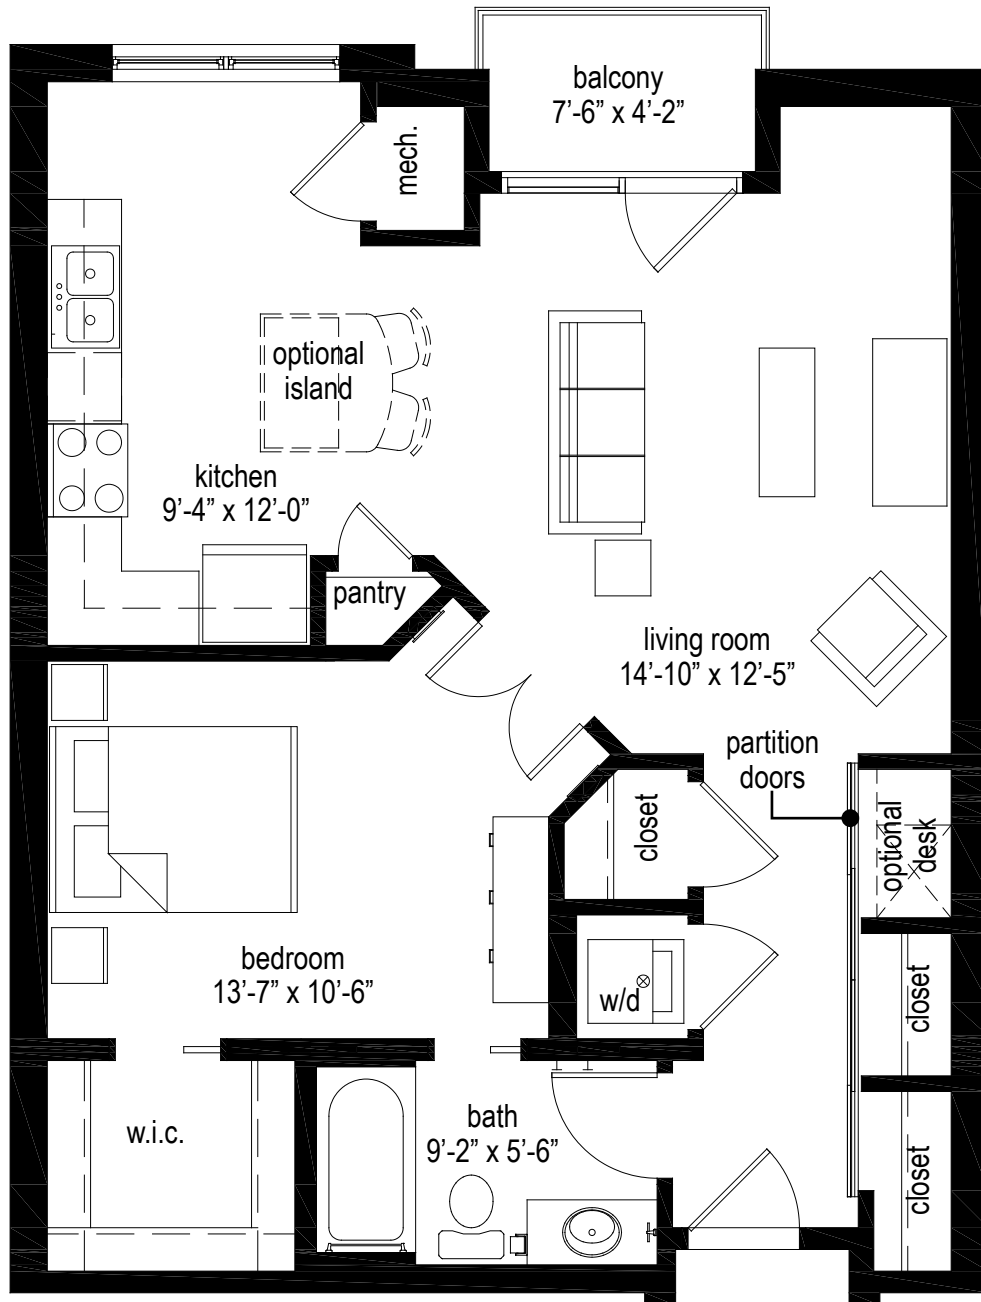 balcony
7’-6” x 4’-2”
mech.
optional
island
kitchen
9’-4” x 12’-0”
pantry
living room
14’-10” x 12’-5”
partition
doors
closet
optional
desk
bedroom
13’-7” x 10’-6”
w/d
closet
w.i.c.
bath
9’-2” x 5’-6”
closet